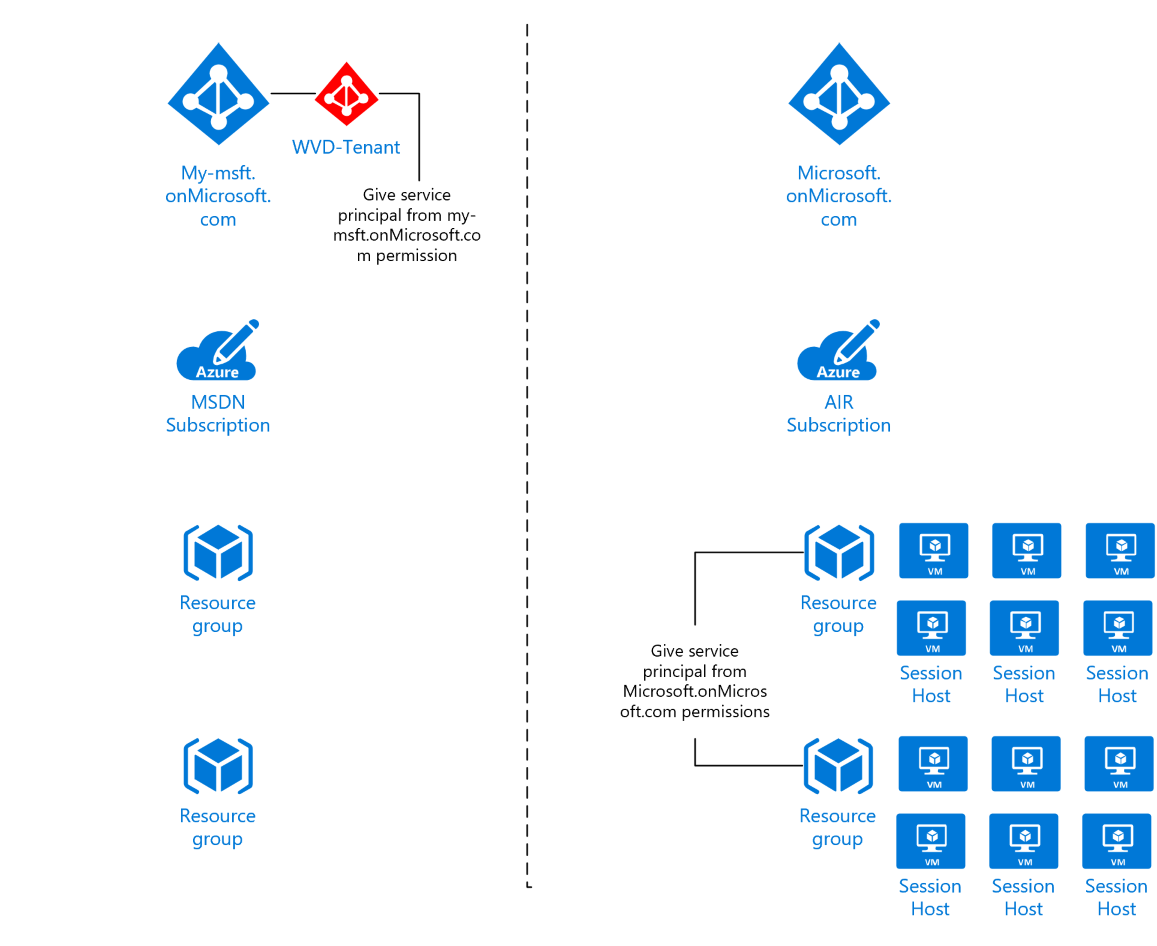 WVD-Tenant
My-msft.
onMicrosoft.
com
Give service
principal from my-
msft.onMicrosoft.co
m permission
Microsoft.
onMicrosoft.
com
Azure
MSDN
Subscription
Azure
AIR
Subscription
Resource
group
Resource
group
VM
VM
VM
VM
VM
VM
Session
Host
Session
Host
Session
Host
Give service
principal from
Microsoft.onMicros
oft.com permissions
Resource
group
Resource
group
VM
VM
VM
VM
VM
VM
Session
Host
Session
Host
Session
Host